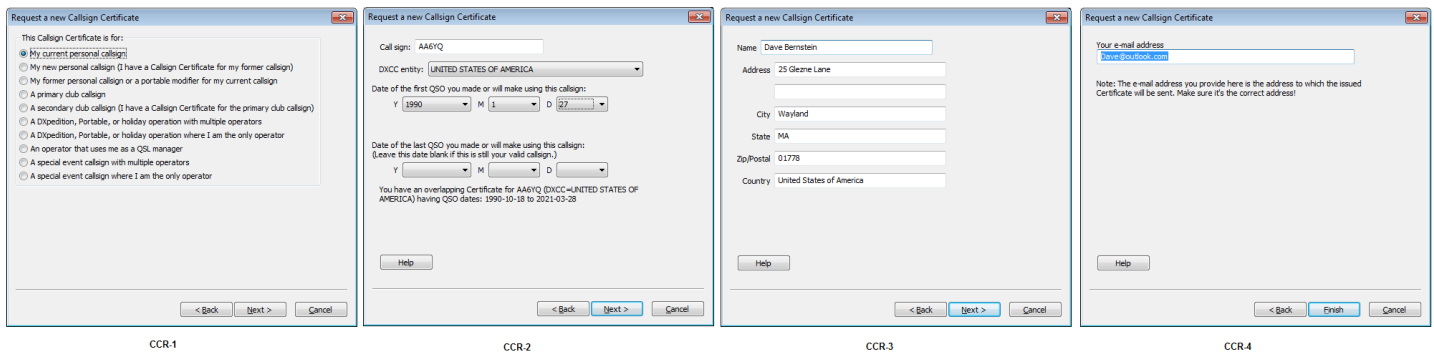 Request a new Callsign Certificate
This Callsign Certificate is for:
My current personal callsign
My new personal callsign (I have a Callsign Certificate for my former callsign)
My former personal callsign or a portable modifier for my current callsign
A primary club callsign
A secondary club callsign (I have a Callsign Certificate for the primary club callsign)
A DXpedition, Portable, or holiday operation with multiple operators
A DXpedition, Portable, or holiday operation where I am the only operator
An operator that uses me as a QSL manager
A special event callsign with multiple operators
A special event callsign where I am the only operator
< Back Next > Cancel
CCR-1
Request a new Callsign Certificate
Call sign: AA6YQ
DXCC entity: UNITED STATES OF AMERICA
Date of the first QSO you made or will make using this callsign:
Y 1990 M 1 D 27
Date of the last QSO you made or will make using this callsign:
(Leave this date blank if this is still your valid callsign.)
Y M D
You have an overlapping Certificate for AA6YQ (DXCC=UNITED STATES OF
AMERICA) having QSO dates: 1990-10-18 to 2021-03-28
Help
< Back Next > Cancel
CCR-2
Request a new Callsign Certificate
Name Dave Bernstein
Address 25 Glezne Lane
City Wayland
State MA
Zip/Postal 01778
Country United States of America
Help
< Back Next > Cancel
CCR-3
Request a new Callsign Certificate
Your e-mail address
Dave@outlook.com
Note: The e-mail address you provide here is the address to which the issued
Certificate will be sent. Make sure it's the correct address!
Help
< Back Finish Cancel
CCR-4